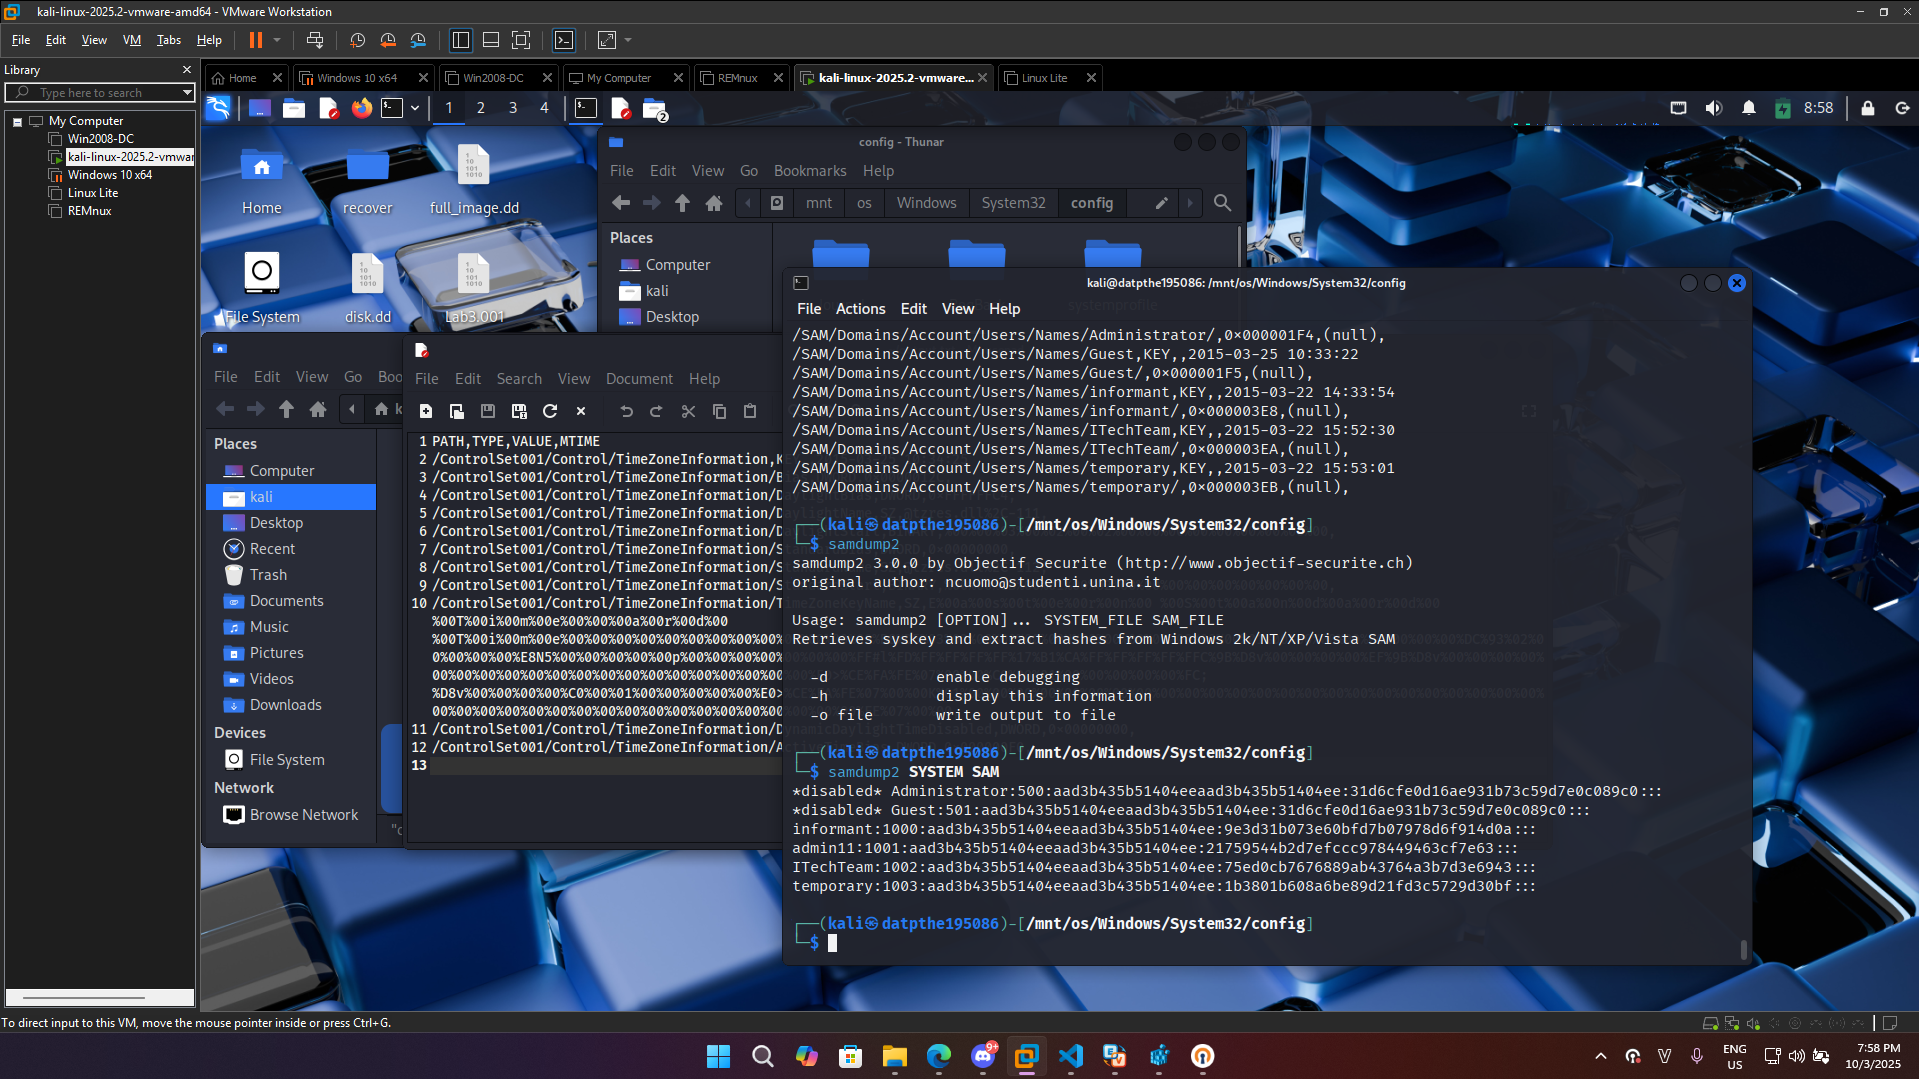 kali-linux-2025.2-vmware-amd64 - VMware Workstation
File Edit View VM Tabs Help
Library
Type here to search
My Computer
Win2008-DC
kali-linux-2025.2-vmwar
Windows 10 x64
Linux Lite
REMnux
Home
Windows 10 x64
Win2008-DC
My Computer
REMnux
kali-linux-2025.2-vmware...
Linux Lite
1 2 3 4
2
8:58
Home
recover
full_image.dd
File System
disk.dd
Lab3.001
config - Thunar
File Edit View Go Bookmarks Help
mnt os Windows System32 config
Places
Computer
kali
Desktop
File Edit View Go Boo
Places
Computer
kali
Desktop
Recent
Trash
Documents
Music
Pictures
Videos
Downloads
Devices
File System
Network
Browse Network
File Edit Search View Document Help
1 PATH,TYPE,VALUE,MTIME
2 /ControlSet001/Control/TimeZoneInformation,K
3 /ControlSet001/Control/TimeZoneInformation/B
4 /ControlSet001/Control/TimeZoneInformation/D
5 /ControlSet001/Control/TimeZoneInformation/D
6 /ControlSet001/Control/TimeZoneInformation/D
7 /ControlSet001/Control/TimeZoneInformation/S
8 /ControlSet001/Control/TimeZoneInformation/S
9 /ControlSet001/Control/TimeZoneInformation/S
10 /ControlSet001/Control/TimeZoneInformation/T
%00T%00i%00m%00e%00%00%00a%00r%00d%00
%00T%00i%00m%00e%00%00%00%00%00%00%00%00%00%00
0%00%00%00%E8N5%00%00%00%00%00p%00%00%00%00%00
00%00%00%00%00%00%00%00%00%00%00%00%00%00%00
%D8v%00%00%00%00%C0%00%01%00%00%00%00%00%E0>
00%00%00%00%00%00%00%00%00%00%00%00%00%00%00
11 /ControlSet001/Control/TimeZoneInformation/D
12 /ControlSet001/Control/TimeZoneInformation/A
13
kali@datpthe195086: /mnt/os/Windows/System32/config
File Actions Edit View Help
/SAM/Domains/Account/Users/Names/Administrator/,0×000001F4,(null),
/SAM/Domains/Account/Users/Names/Guest,KEY,,2015-03-25 10:33:22
/SAM/Domains/Account/Users/Names/Guest/,0×000001F5,(null),
/SAM/Domains/Account/Users/Names/informant,KEY,,2015-03-22 14:33:54
/SAM/Domains/Account/Users/Names/informant/,0×000003E8,(null),
/SAM/Domains/Account/Users/Names/ITechTeam,KEY,,2015-03-22 15:52:30
/SAM/Domains/Account/Users/Names/ITechTeam/,0×000003EA,(null),
/SAM/Domains/Account/Users/Names/temporary,KEY,,2015-03-22 15:53:01
/SAM/Domains/Account/Users/Names/temporary/,0×000003EB,(null),
┌──(kali㉿datpthe195086)-[/mnt/os/Windows/System32/config]
└─$ samdump2
samdump2 3.0.0 by Objectif Securite (http://www.objectif-securite.ch)
original author: ncuomo@studenti.unina.it
Usage: samdump2 [OPTION]... SYSTEM_FILE SAM_FILE
Retrieves syskey and extract hashes from Windows 2k/NT/XP/Vista SAM
-d enable debugging
-h display this information
-o file write output to file
┌──(kali㉿datpthe195086)-[/mnt/os/Windows/System32/config]
└─$ samdump2 SYSTEM SAM
*disabled* Administrator:500:aad3b435b51404eeaad3b435b51404ee:31d6cfe0d16ae931b73c59d7e0c089c0:::
*disabled* Guest:501:aad3b435b51404eeaad3b435b51404ee:31d6cfe0d16ae931b73c59d7e0c089c0:::
informant:1000:aad3b435b51404eeaad3b435b51404ee:9e3d31b073e60bfd7b07978d6f914d0a:::
admin11:1001:aad3b435b51404eeaad3b435b51404ee:21759544b2d7efccc978449463cf7e63:::
ITechTeam:1002:aad3b435b51404eeaad3b435b51404ee:75ed0cb7676889ab43764a3b7d3e6943:::
temporary:1003:aad3b435b51404eeaad3b435b51404ee:1b3801b608a6be89d21fd3c5729d30bf:::
┌──(kali㉿datpthe195086)-[/mnt/os/Windows/System32/config]
└─$
To direct input to this VM, move the mouse pointer inside or press Ctrl+G.
9+
ENG
US
7:58 PM
10/3/2025